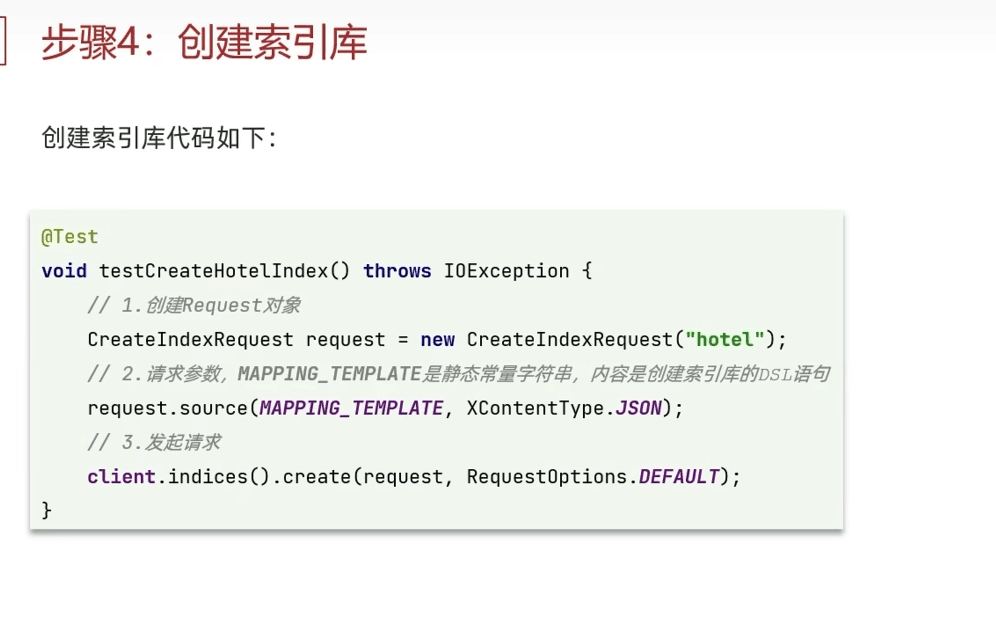 步骤4：创建索引库
创建索引库代码如下：
@Test
void testCreateHotelIndex() throws IOException {
// 1.创建Request对象
CreateIndexRequest request = new CreateIndexRequest("hotel");
// 2.请求参数，MAPPING_TEMPLATE是静态常量字符串，内容是创建索引库的DSL语句
request.source(MAPPING_TEMPLATE, XContentType.JSON);
// 3.发起请求
client.indices().create(request, RequestOptions.DEFAULT);
}